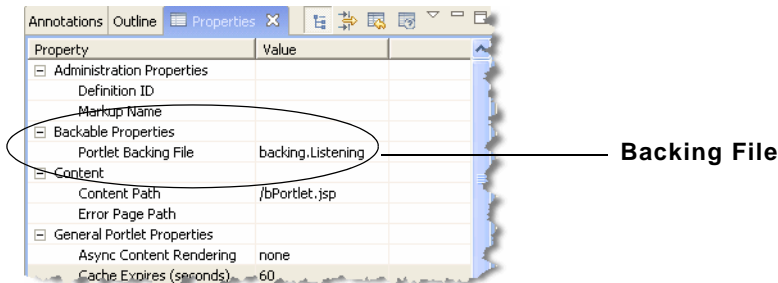 Annotations Outline Properties
Property Value
Administration Properties
Definition ID
Markup Name
Backable Properties
Portlet Backing File backing.Listening
Backing File
Content
Content Path /bPortlet.jsp
Error Page Path
General Portlet Properties
Async Content Rendering none
Cache Expires (seconds) 60